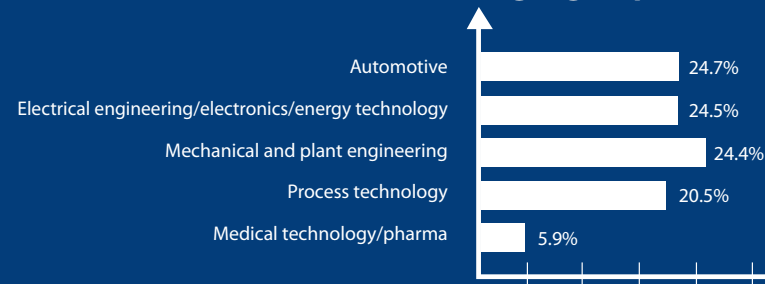 Automotive 24.7%
Electrical engineering/electronics/energy technology 24.5%
Mechanical and plant engineering 24.4%
Process technology 20.5%
Medical technology/pharma 5.9%